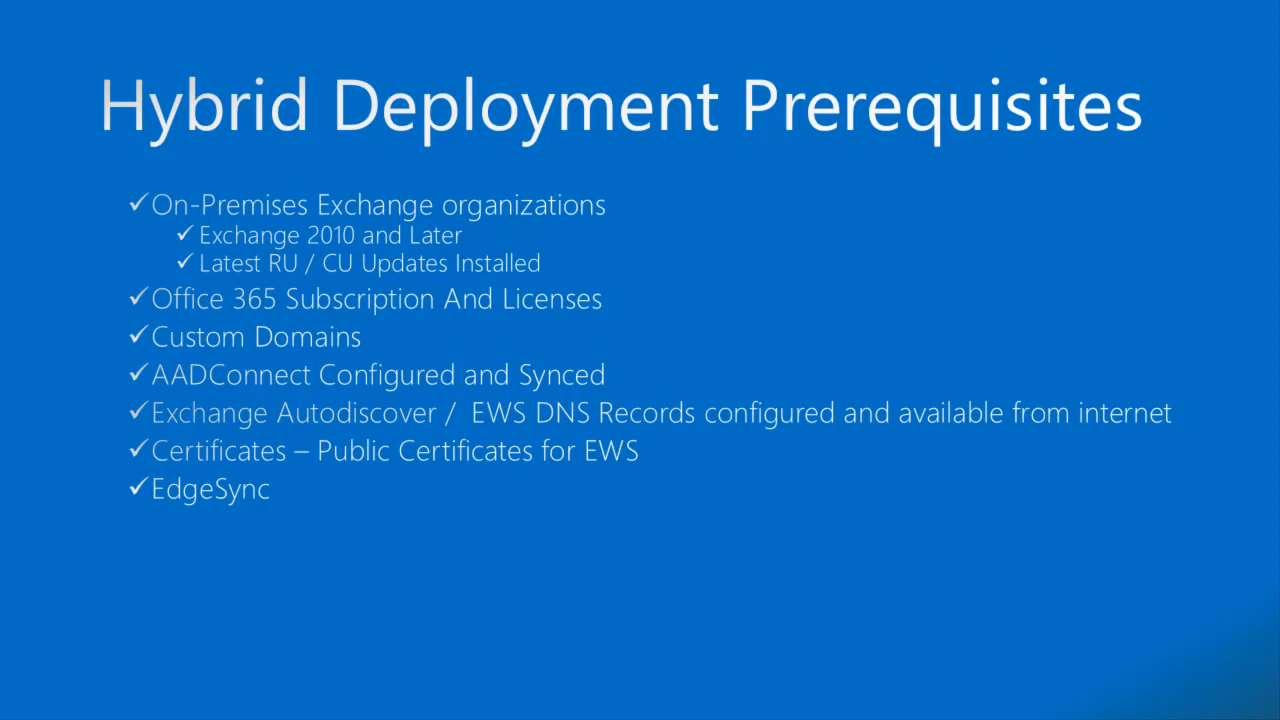 Hybrid Deployment Prerequisites
✓On-Premises Exchange organizations
✓Exchange 2010 and Later
✓Latest RU / CU Updates Installed
✓Office 365 Subscription And Licenses
✓Custom Domains
✓AADConnect Configured and Synced
✓Exchange Autodiscover /  EWS DNS Records configured and available from internet
✓Certificates – Public Certificates for EWS
✓EdgeSync